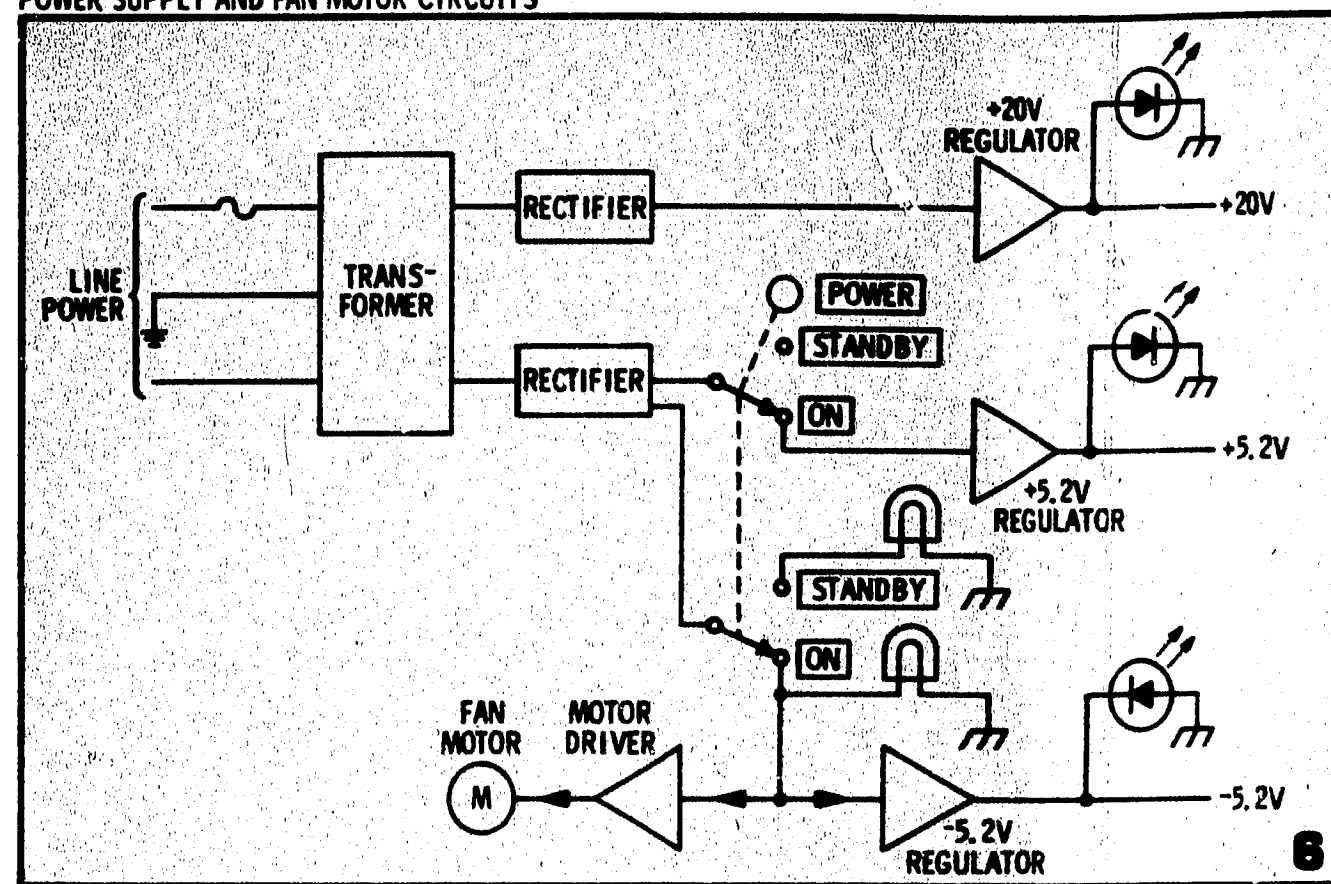 POWER SUPPLY AND FAN MOTOR CIRCUITS
+20V
REGULATOR
RECTIFIER
+20V
LINE
POWER
TRANS-
FORMER
POWER
STANDBY
RECTIFIER
ON
+5.2V
+5.2V
REGULATOR
STANDBY
ON
FAN
MOTOR
MOTOR
DRIVER
M
-5.2V
-5.2V
REGULATOR
6